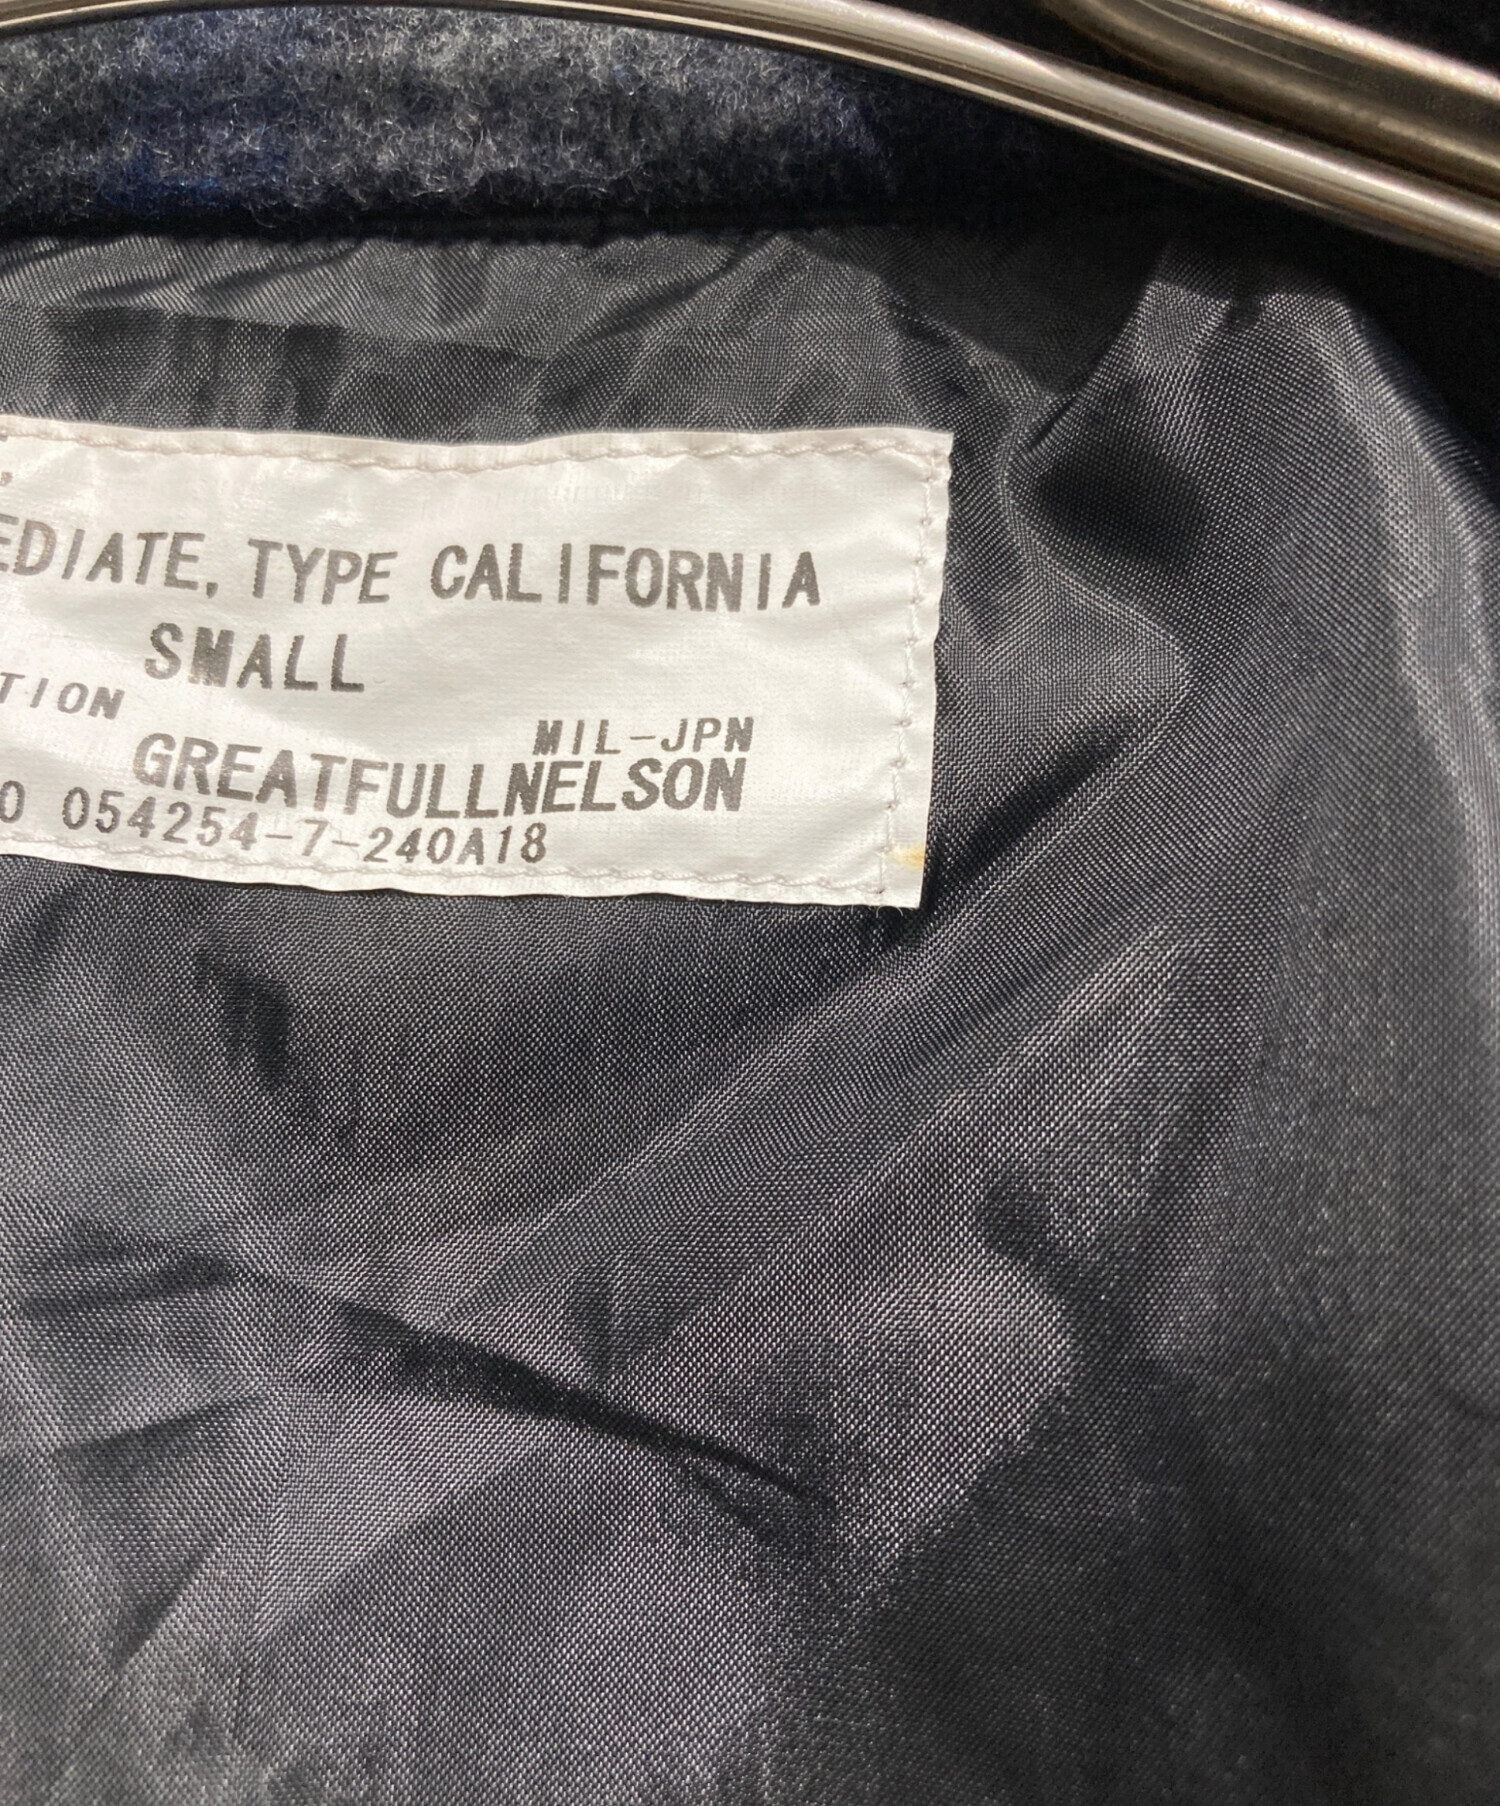 EDIATE, TYPE CALIFORNIA
SMALL
TION
MIL-JPN
GREATFULLNELSON
0 054254-7-240A18